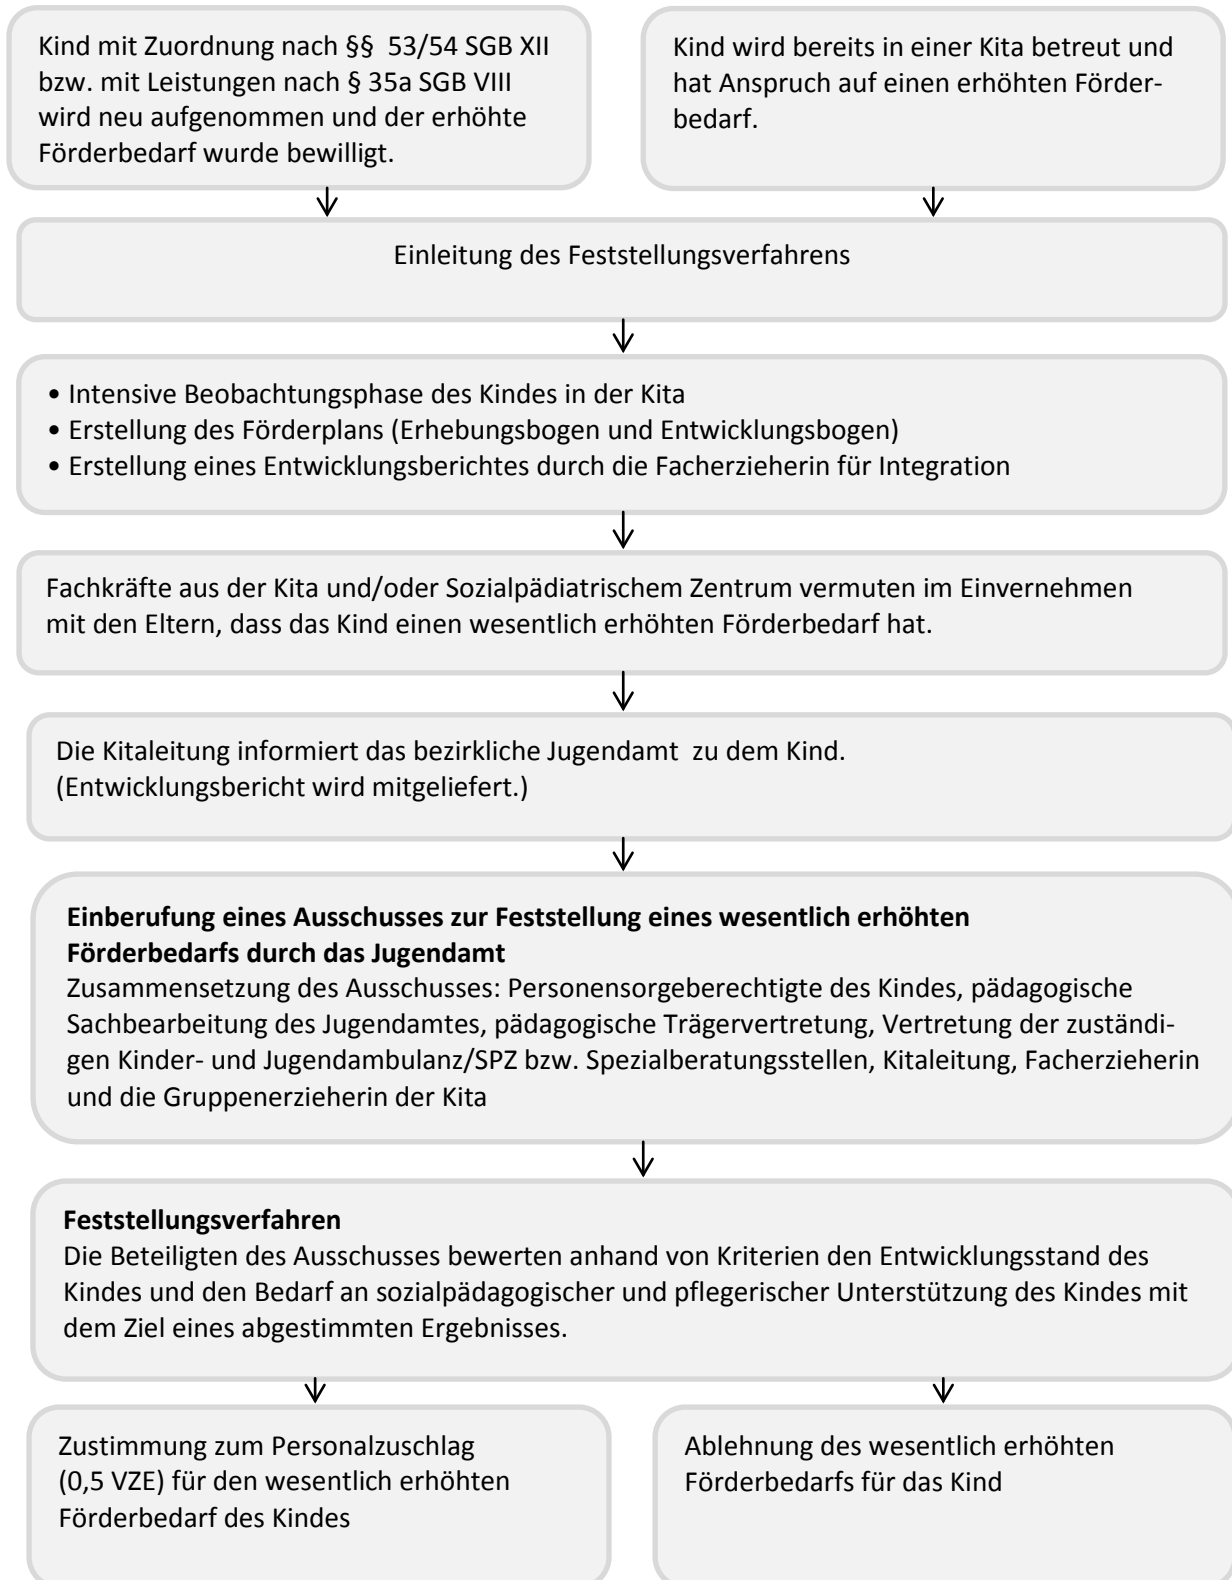 Kind mit Zuordnung nach §§ 53/54 SGB XII
bzw. mit Leistungen nach § 35a SGB VIII
wird neu aufgenommen und der erhöhte
Förderbedarf wurde bewilligt.
Kind wird bereits in einer Kita betreut und
hat Anspruch auf einen erhöhten Förder-
bedarf.
Einleitung des Feststellungsverfahrens
• Intensive Beobachtungsphase des Kindes in der Kita
• Erstellung des Förderplans (Erhebungsbogen und Entwicklungsbogen)
• Erstellung eines Entwicklungsberichtes durch die Facherzieherin für Integration
Fachkräfte aus der Kita und/oder Sozialpädiatrischem Zentrum vermuten im Einvernehmen
mit den Eltern, dass das Kind einen wesentlich erhöhten Förderbedarf hat.
Die Kitaleitung informiert das bezirkliche Jugendamt zu dem Kind.
(Entwicklungsbericht wird mitgeliefert.)
Einberufung eines Ausschusses zur Feststellung eines wesentlich erhöhten
Förderbedarfs durch das Jugendamt
Zusammensetzung des Ausschusses: Personensorgeberechtigte des Kindes, pädagogische
Sachbearbeitung des Jugendamtes, pädagogische Trägervertretung, Vertretung der zuständi-
gen Kinder- und Jugendambulanz/SPZ bzw. Spezialberatungsstellen, Kitaleitung, Facherzieherin
und die Gruppenerzieherin der Kita
Feststellungsverfahren
Die Beteiligten des Ausschusses bewerten anhand von Kriterien den Entwicklungsstand des
Kindes und den Bedarf an sozialpädagogischer und pflegerischer Unterstützung des Kindes mit
dem Ziel eines abgestimmten Ergebnisses.
Zustimmung zum Personalzuschlag
(0,5 VZE) für den wesentlich erhöhten
Förderbedarf des Kindes
Ablehnung des wesentlich erhöhten
Förderbedarfs für das Kind